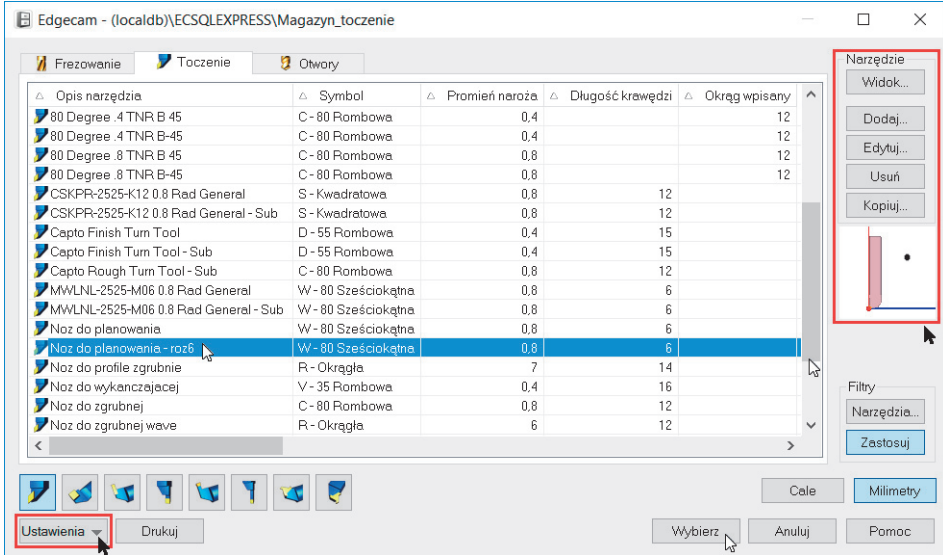 Edgecam - (localdb)\ECSQLEXPRESS\Magazyn_toczenie
Frezowanie Toczenie Otwory
Opis narzędzia Symbol Promień naroża Długość krawędzi Okrąg wpisany
80 Degree .4 TNR B 45 C - 80 Rombowa 0,4 12
80 Degree .4 TNR B-45 C - 80 Rombowa 0,4 12
80 Degree .8 TNR B 45 C - 80 Rombowa 0,8 12
80 Degree .8 TNR B-45 C - 80 Rombowa 0,8 12
CSKPR-2525-K12 0.8 Rad General S - Kwadratowa 0,8 12
CSKPR-2525-K12 0.8 Rad General - Sub S - Kwadratowa 0,8 12
Capto Finish Turn Tool D - 55 Rombowa 0,4 15
Capto Finish Turn Tool - Sub D - 55 Rombowa 0,4 15
Capto Rough Turn Tool - Sub C - 80 Rombowa 0,8 12
MWLNL-2525-M06 0.8 Rad General W - 80 Sześciokątna 0,8 6
MWLNL-2525-M06 0.8 Rad General - Sub W - 80 Sześciokątna 0,8 6
Noz do planowania W - 80 Sześciokątna 0,8 6
Noz do planowania - roz6 W - 80 Sześciokątna 0,8 6
Noz do profile zgrubnie R - Okrągła 7 14
Noz do wykanczajacej V - 35 Rombowa 0,4 16
Noz do zgrubnej C - 80 Rombowa 0,8 12
Noz do zgrubnej wave R - Okrągła 6 12
Narzędzie
Widok...
Dodaj...
Edytuj...
Usuń
Kopiuj...
Filtry
Narzędzia...
Zastosuj
Cale Milimetry
Ustawienia Drukuj Wybierz Anuluj Pomoc